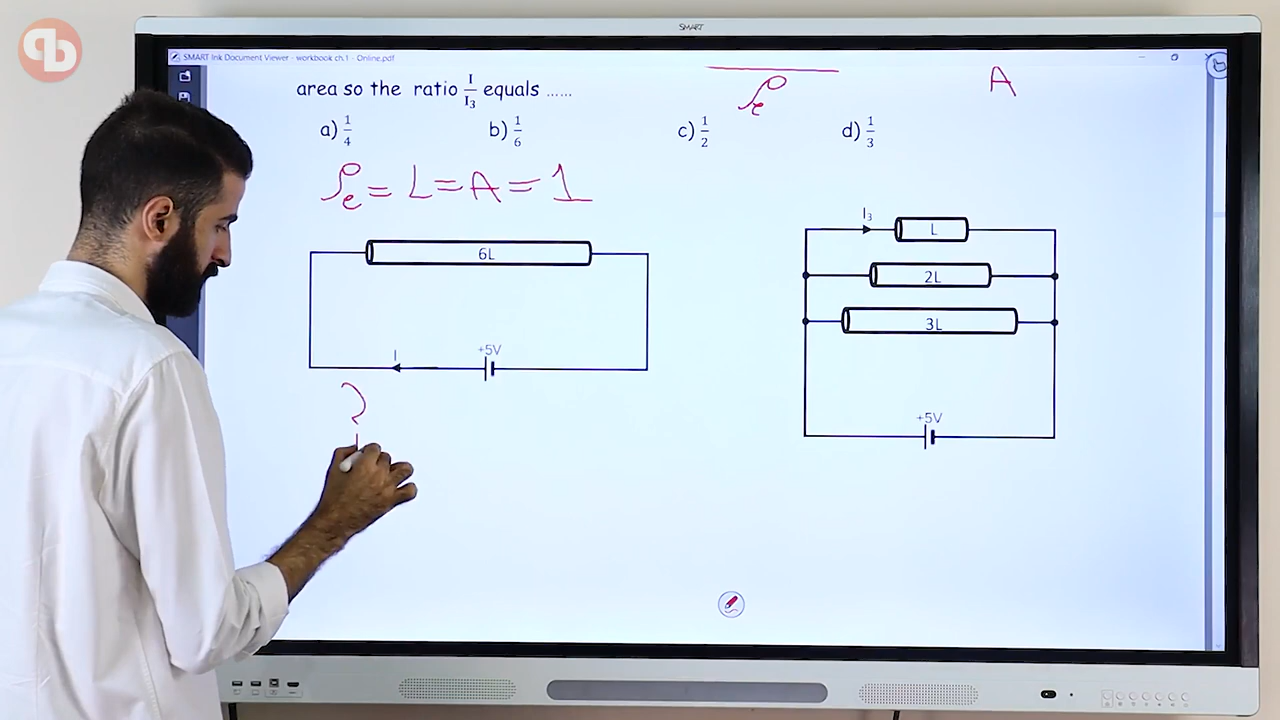 qb
SMART
SMART Ink Document Viewer - workbook ch.1 - Online.pdf
area so the ratio I/I₃ equals ......
ρₑ
A
a) 1/4 b) 1/6 c) 1/2 d) 1/3
ρₑ = L = A = 1
6L
+5V
I
I₃
L
2L
3L
+5V